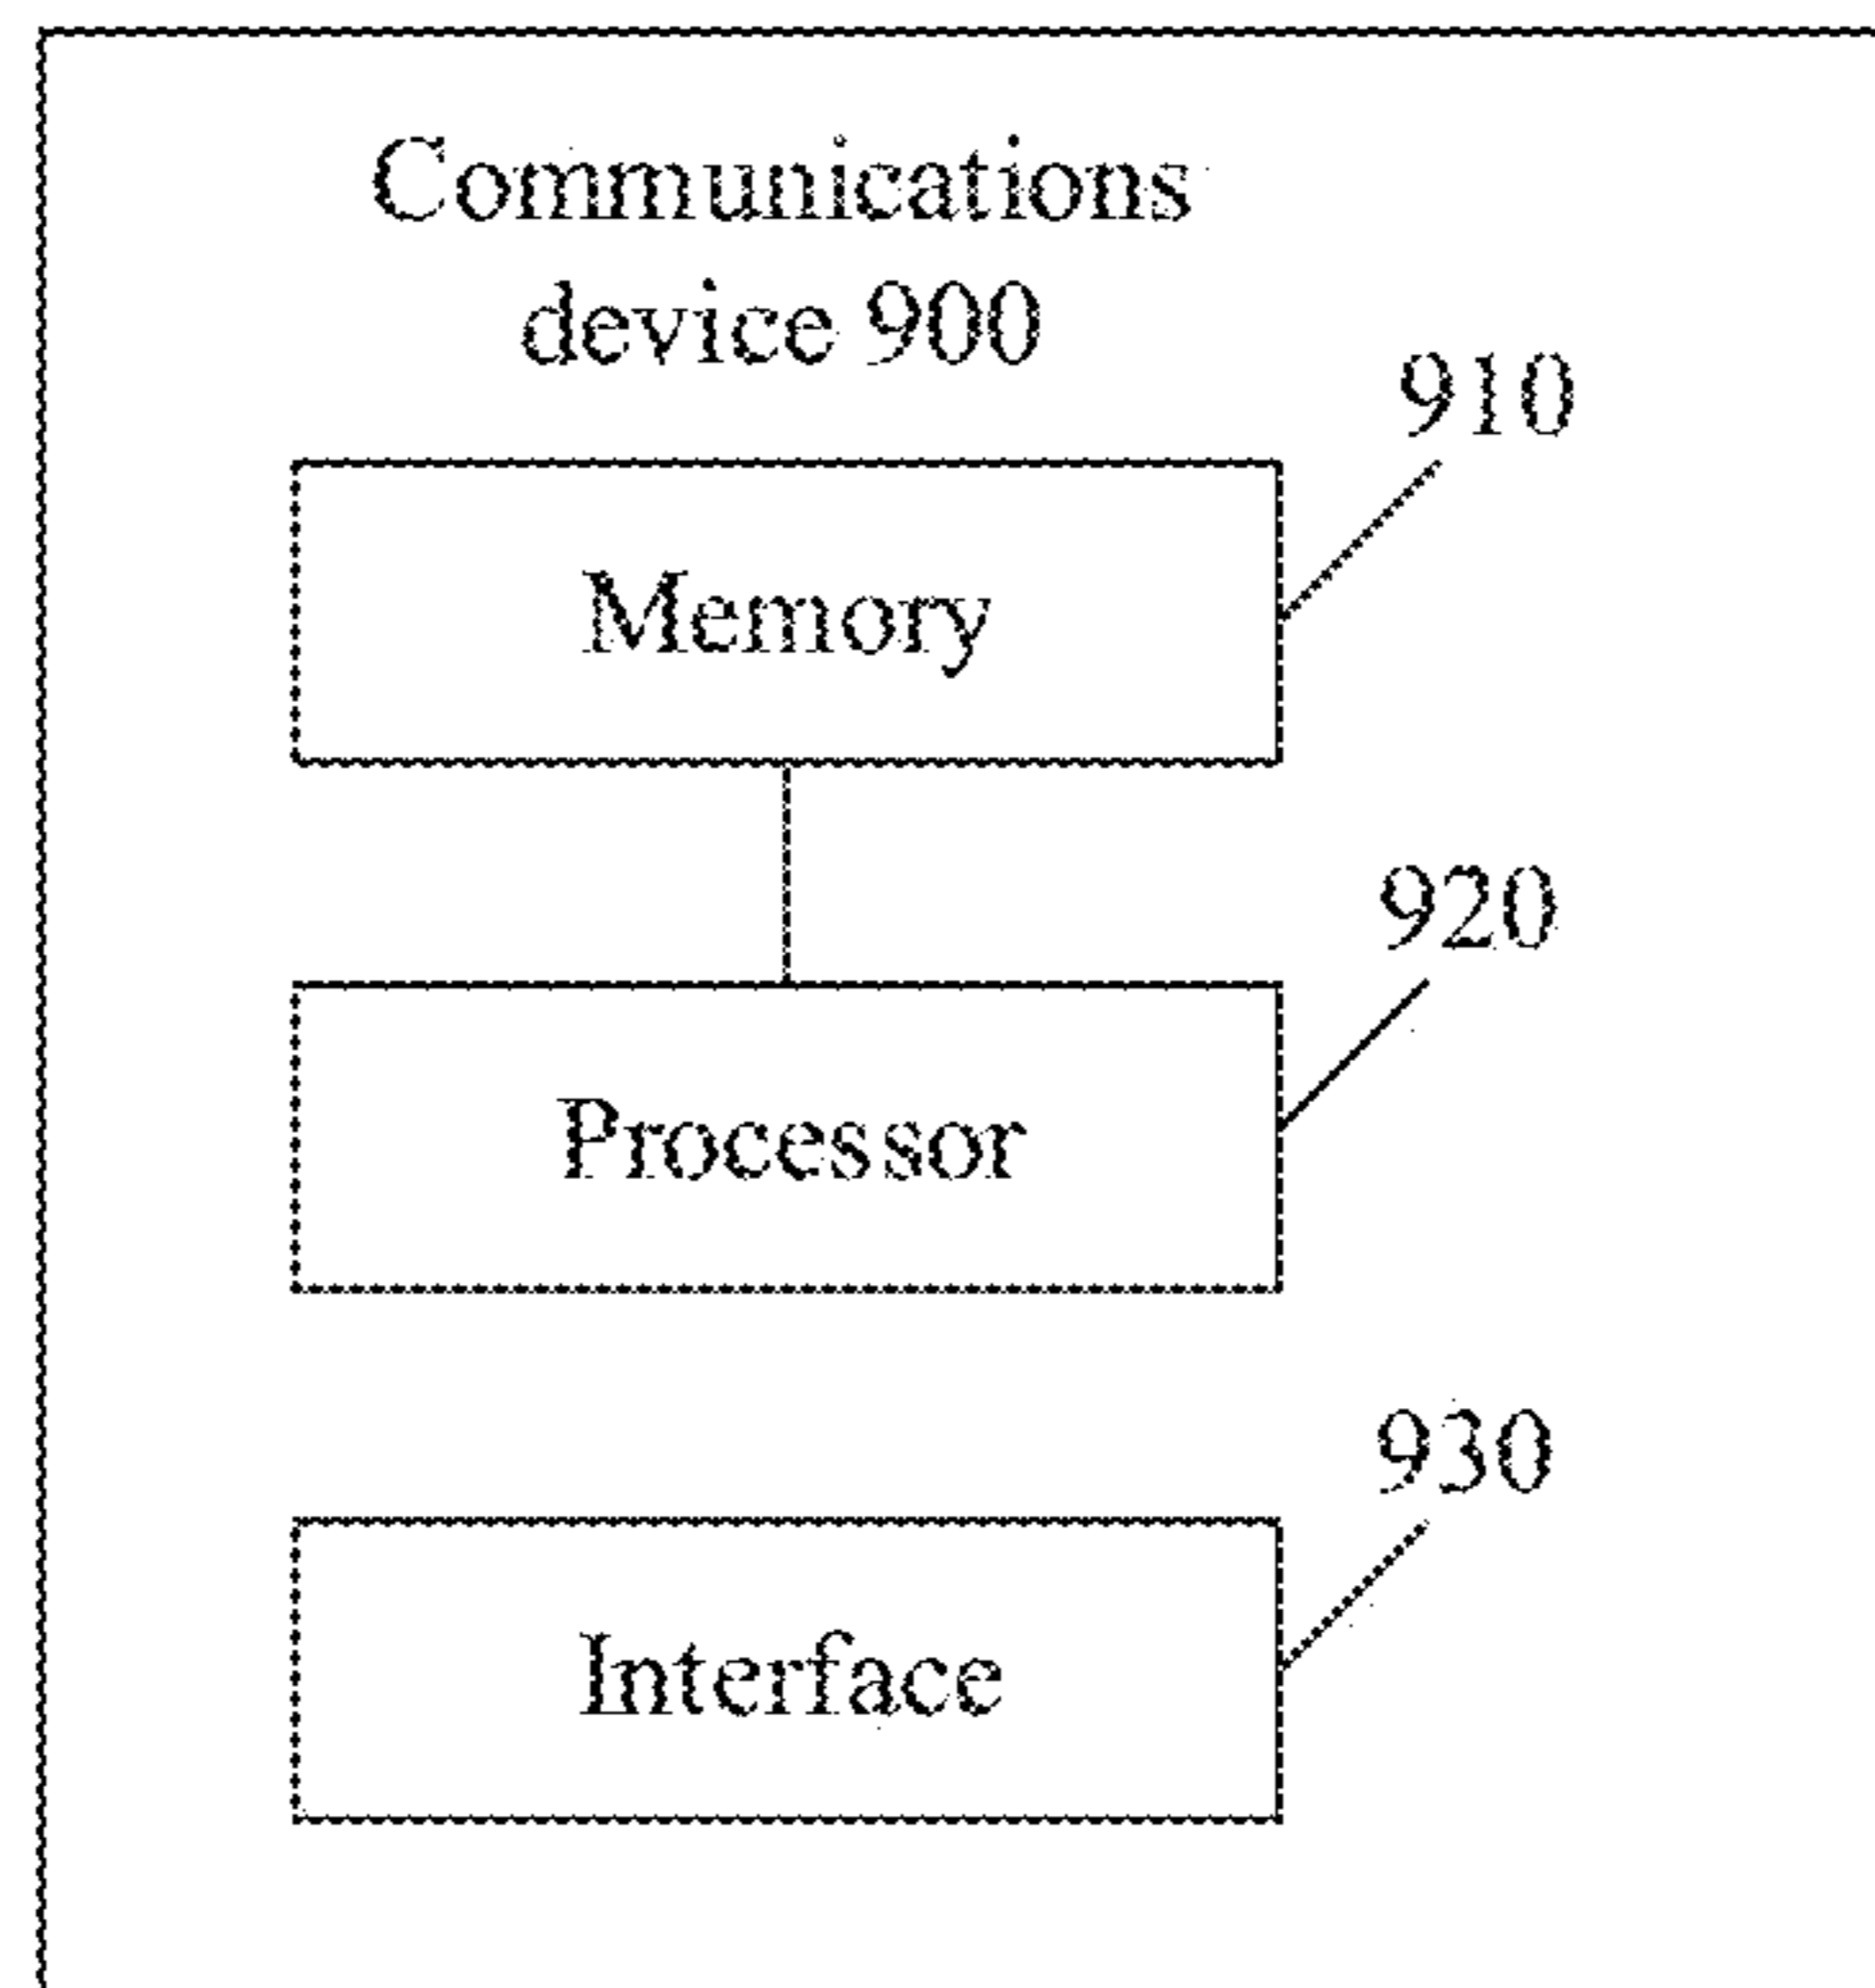 Communications
device 900
910
Memory
920
Processor
930
Interface